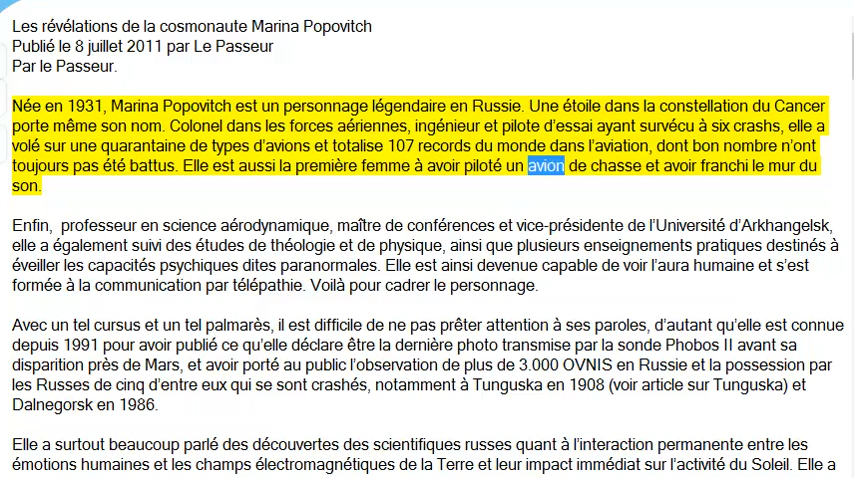 Les révélations de la cosmonaute Marina Popovitch
Publié le 8 juillet 2011 par Le Passeur
Par le Passeur.
Née en 1931, Marina Popovitch est un personnage légendaire en Russie. Une étoile dans la constellation du Cancer
porte même son nom. Colonel dans les forces aériennes, ingénieur et pilote d’essai ayant survécu à six crashs, elle a
volé sur une quarantaine de types d’avions et totalise 107 records du monde dans l’aviation, dont bon nombre n’ont
toujours pas été battus. Elle est aussi la première femme à avoir piloté un avion de chasse et avoir franchi le mur du
son.
Enfin,  professeur en science aérodynamique, maître de conférences et vice-présidente de l’Université d’Arkhangelsk,
elle a également suivi des études de théologie et de physique, ainsi que plusieurs enseignements pratiques destinés à
éveiller les capacités psychiques dites paranormales. Elle est ainsi devenue capable de voir l’aura humaine et s’est
formée à la communication par télépathie. Voilà pour cadrer le personnage.
Avec un tel cursus et un tel palmarès, il est difficile de ne pas prêter attention à ses paroles, d’autant qu’elle est connue
depuis 1991 pour avoir publié ce qu’elle déclare être la dernière photo transmise par la sonde Phobos II avant sa
disparition près de Mars, et avoir porté au public l’observation de plus de 3.000 OVNIS en Russie et la possession par
les Russes de cinq d’entre eux qui se sont crashés, notamment à Tunguska en 1908 (voir article sur Tunguska) et
Dalnegorsk en 1986.
Elle a surtout beaucoup parlé des découvertes des scientifiques russes quant à l’interaction permanente entre les
émotions humaines et les champs électromagnétiques de la Terre et leur impact immédiat sur l’activité du Soleil. Elle a